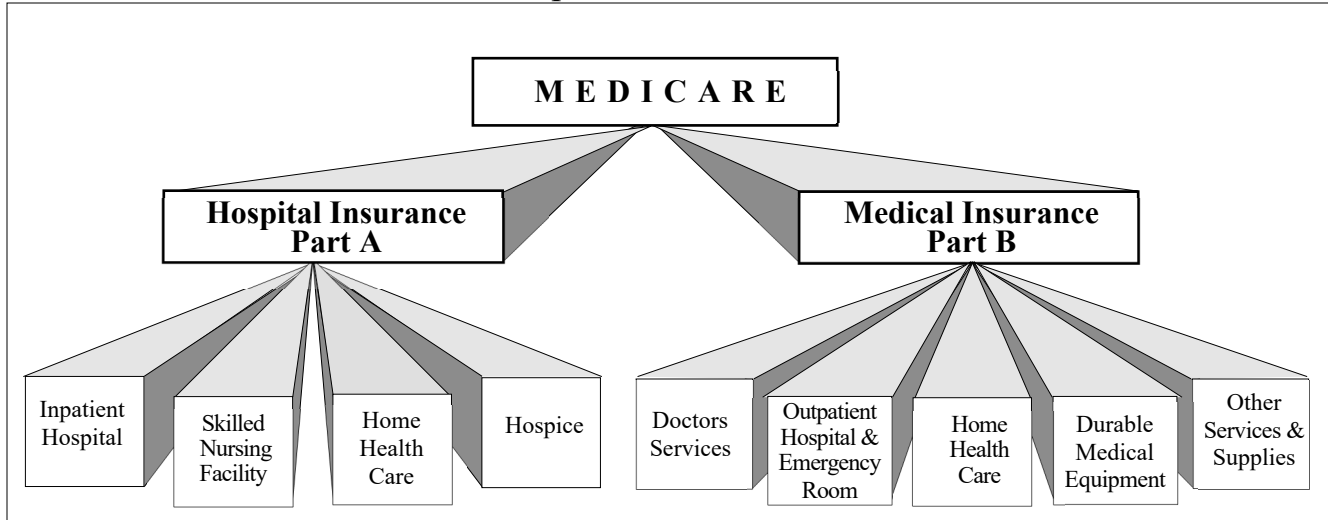 M E D I C A R E
Hospital Insurance
Part A
Medical Insurance
Part B
Inpatient
Hospital
Skilled
Nursing
Facility
Home
Health
Care
Hospice
Doctors
Services
Outpatient
Hospital &
Emergency
Room
Home
Health
Care
Durable
Medical
Equipment
Other
Services &
Supplies